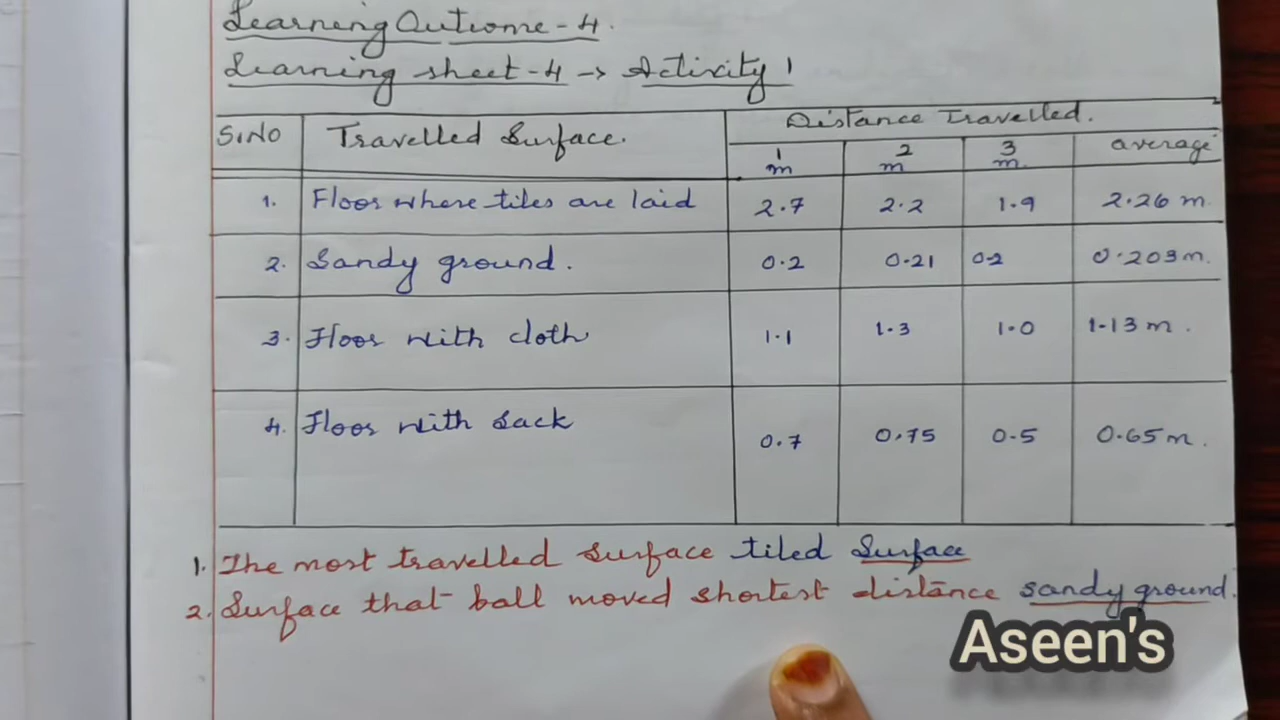 Learning Outcome - 4.
Learning sheet - 4 -> Activity 1
S.NO Travelled Surface. Distance Travelled.
1 m 2 m 3 m average
1. Floor where tiles are laid 2.7 2.2 1.9 2.26 m.
2. Sandy ground. 0.2 0.21 0.2 0.203 m.
3. Floor with cloth 1.1 1.3 1.0 1.13 m.
4. Floor with sack 0.7 0.75 0.5 0.65 m.
1. The most travelled surface tiled Surface
2. Surface that ball moved shortest distance sandy ground.
Aseen's